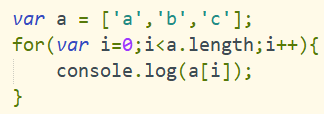 var a = ['a','b','c'];
for(var i=0;i<a.length;i++){
    console.log(a[i]);
}